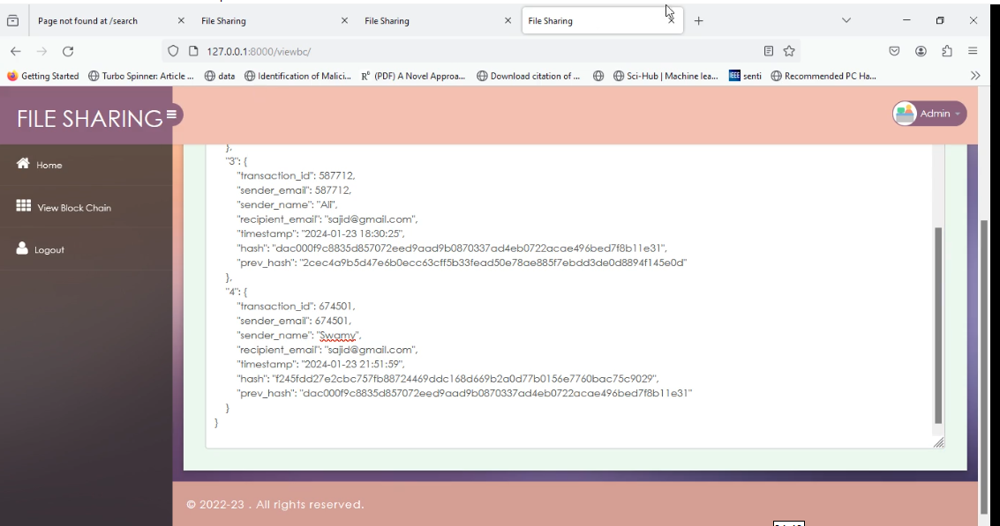 Page not found at /search
File Sharing
File Sharing
File Sharing
127.0.0.1:8000/viewbc/
Getting Started
Turbo Spinner: Article ...
data
Identification of Malici...
R⁶ (PDF) A Novel Approa...
Download citation of ...
Sci-Hub | Machine lea...
IEEE senti
Recommended PC Ha...
FILE SHARING
Admin
Home
View Block Chain
Logout
},
"3": {
"transaction_id": 587712,
"sender_email": 587712,
"sender_name": "Ali",
"recipient_email": "sajid@gmail.com",
"timestamp": "2024-01-23 18:30:25",
"hash": "dac000f9c8835d857072eed9aad9b0870337ad4eb0722acae496bed7f8b11e31",
"prev_hash": "2cec4a9b5d47e6b0ecc63cff5b33fead50e78ae885f7ebdd3de0d8894f145e0d"
},
"4": {
"transaction_id": 674501,
"sender_email": 674501,
"sender_name": "Swamy",
"recipient_email": "sajid@gmail.com",
"timestamp": "2024-01-23 21:51:59",
"hash": "f245fdd27e2cbc757fb88724469ddc168d669b2a0d77b0156e7760bac75c9029",
"prev_hash": "dac000f9c8835d857072eed9aad9b0870337ad4eb0722acae496bed7f8b11e31"
}
}
© 2022-23 . All rights reserved.